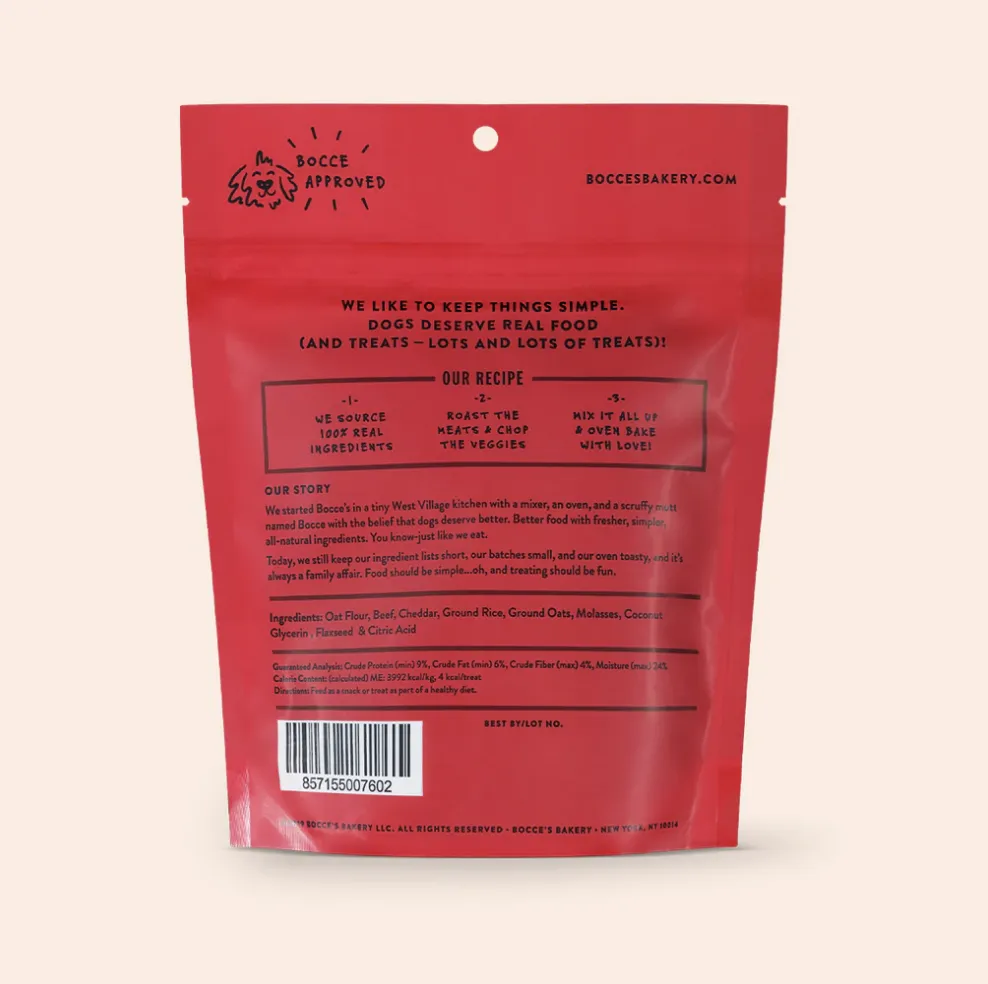 BOCCE
APPROVED
BOCCESBAKERY.COM
WE LIKE TO KEEP THINGS SIMPLE.
DOGS DESERVE REAL FOOD
(AND TREATS – LOTS AND LOTS OF TREATS)!
OUR RECIPE
-1-
WE SOURCE
100% REAL
INGREDIENTS
-2-
ROAST THE
MEATS & CHOP
THE VEGGIES
-3-
MIX IT ALL UP
& OVEN BAKE
WITH LOVE!
OUR STORY
We started Bocce's in a tiny West Village kitchen with a mixer, an oven, and a scruffy mutt
named Bocce with the belief that dogs deserve better. Better food with fresher, simpler,
all-natural ingredients. You know-just like we eat.
Today, we still keep our ingredient lists short, our batches small, and our oven toasty, and it's
always a family affair. Food should be simple...oh, and treating should be fun.
Ingredients: Oat Flour, Beef, Cheddar, Ground Rice, Ground Oats, Molasses, Coconut
Glycerin , Flaxseed & Citric Acid
Guaranteed Analysis: Crude Protein (min) 9%, Crude Fat (min) 6%, Crude Fiber (max) 4%, Moisture (max) 24%
Calorie Content: (calculated) ME: 3992 kcal/kg, 4 kcal/treat
Directions: Feed as a snack or treat as part of a healthy diet.
BEST BY/LOT NO.
857155007602
BOCCE'S BAKERY LLC. ALL RIGHTS RESERVED • BOCCE'S BAKERY • NEW YORK, NY 10014